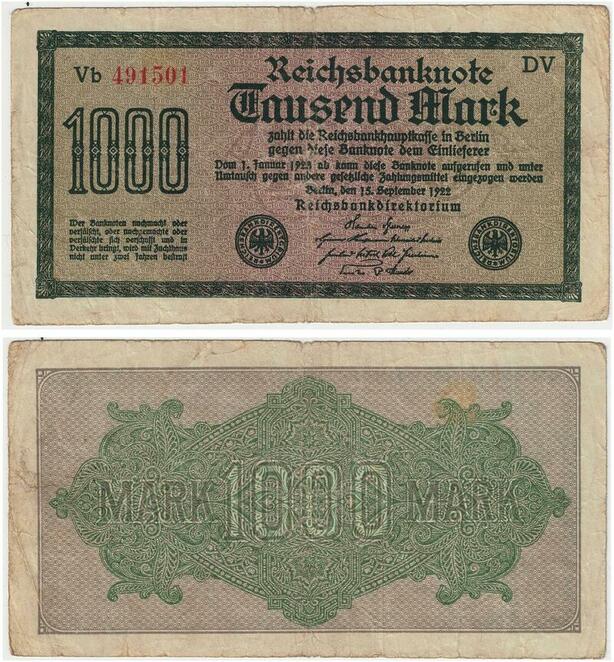 Vb 491501
DV
Reichsbanknote
Tausend Mark
1000
zahlt die Reichsbankhauptkasse in Berlin
gegen diese Banknote dem Einlieferer
Vom 1. Januar 1923 ab kann diese Banknote aufgerufen und unter
Umtausch gegen andere gesetzliche Zahlungsmittel eingezogen werden
Berlin, den 15. September 1922
Reichsbankdirektorium
Wer Banknoten nachmacht oder
verfälscht, oder nachgemachte oder
verfälschte sich verschafft und in
Verkehr bringt, wird mit Zuchthaus
nicht unter zwei Jahren bestraft
MARK 1000 MARK